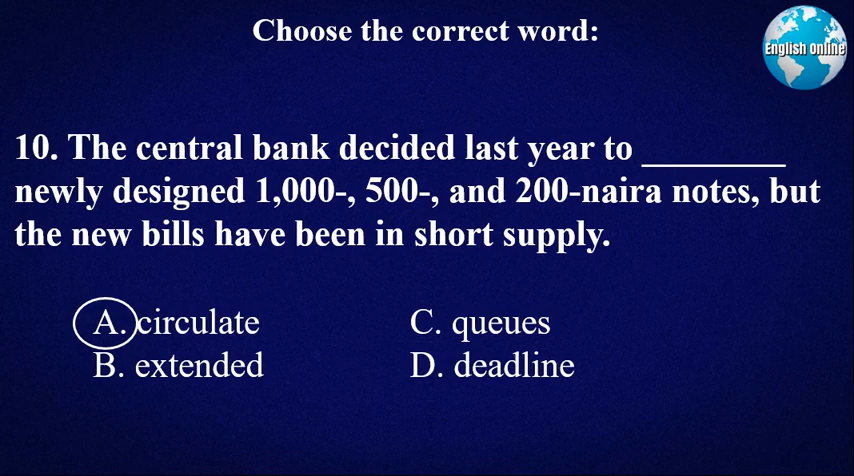 Choose the correct word:
English Online
10. The central bank decided last year to ________
newly designed 1,000-, 500-, and 200-naira notes, but
the new bills have been in short supply.
A. circulate
C. queues
B. extended
D. deadline